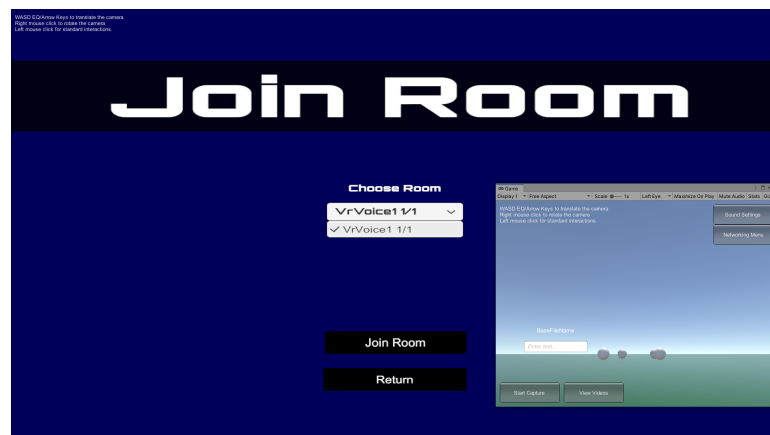 WASD EQ/Arrow Keys to translate the camera
Right mouse click to rotate the camera
Left mouse click for standard interactions.
Join Room
Choose Room
VrVoice1 1/1
VrVoice1 1/1
Join Room
Return
Game
Display 1 Free Aspect Scale 1x Left Eye Maximize On Play Mute Audio Stats
WASD EQ/Arrow Keys to translate the camera
Right mouse click to rotate the camera
Left mouse click for standard interactions.
Sound Settings
Networking Menu
BaseFileName
Enter text...
Start Capture
View Videos